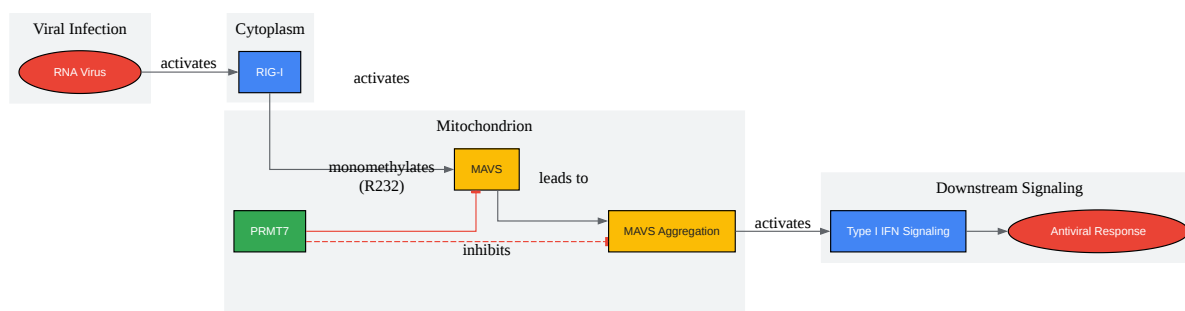 Viral Infection
Cytoplasm
RNA Virus
activates
RIG-I
activates
Mitochondrion
monomethylates
(R232)
MAVS
leads to
PRMT7
inhibits
MAVS Aggregation
activates
Downstream Signaling
Type I IFN Signaling
Antiviral Response